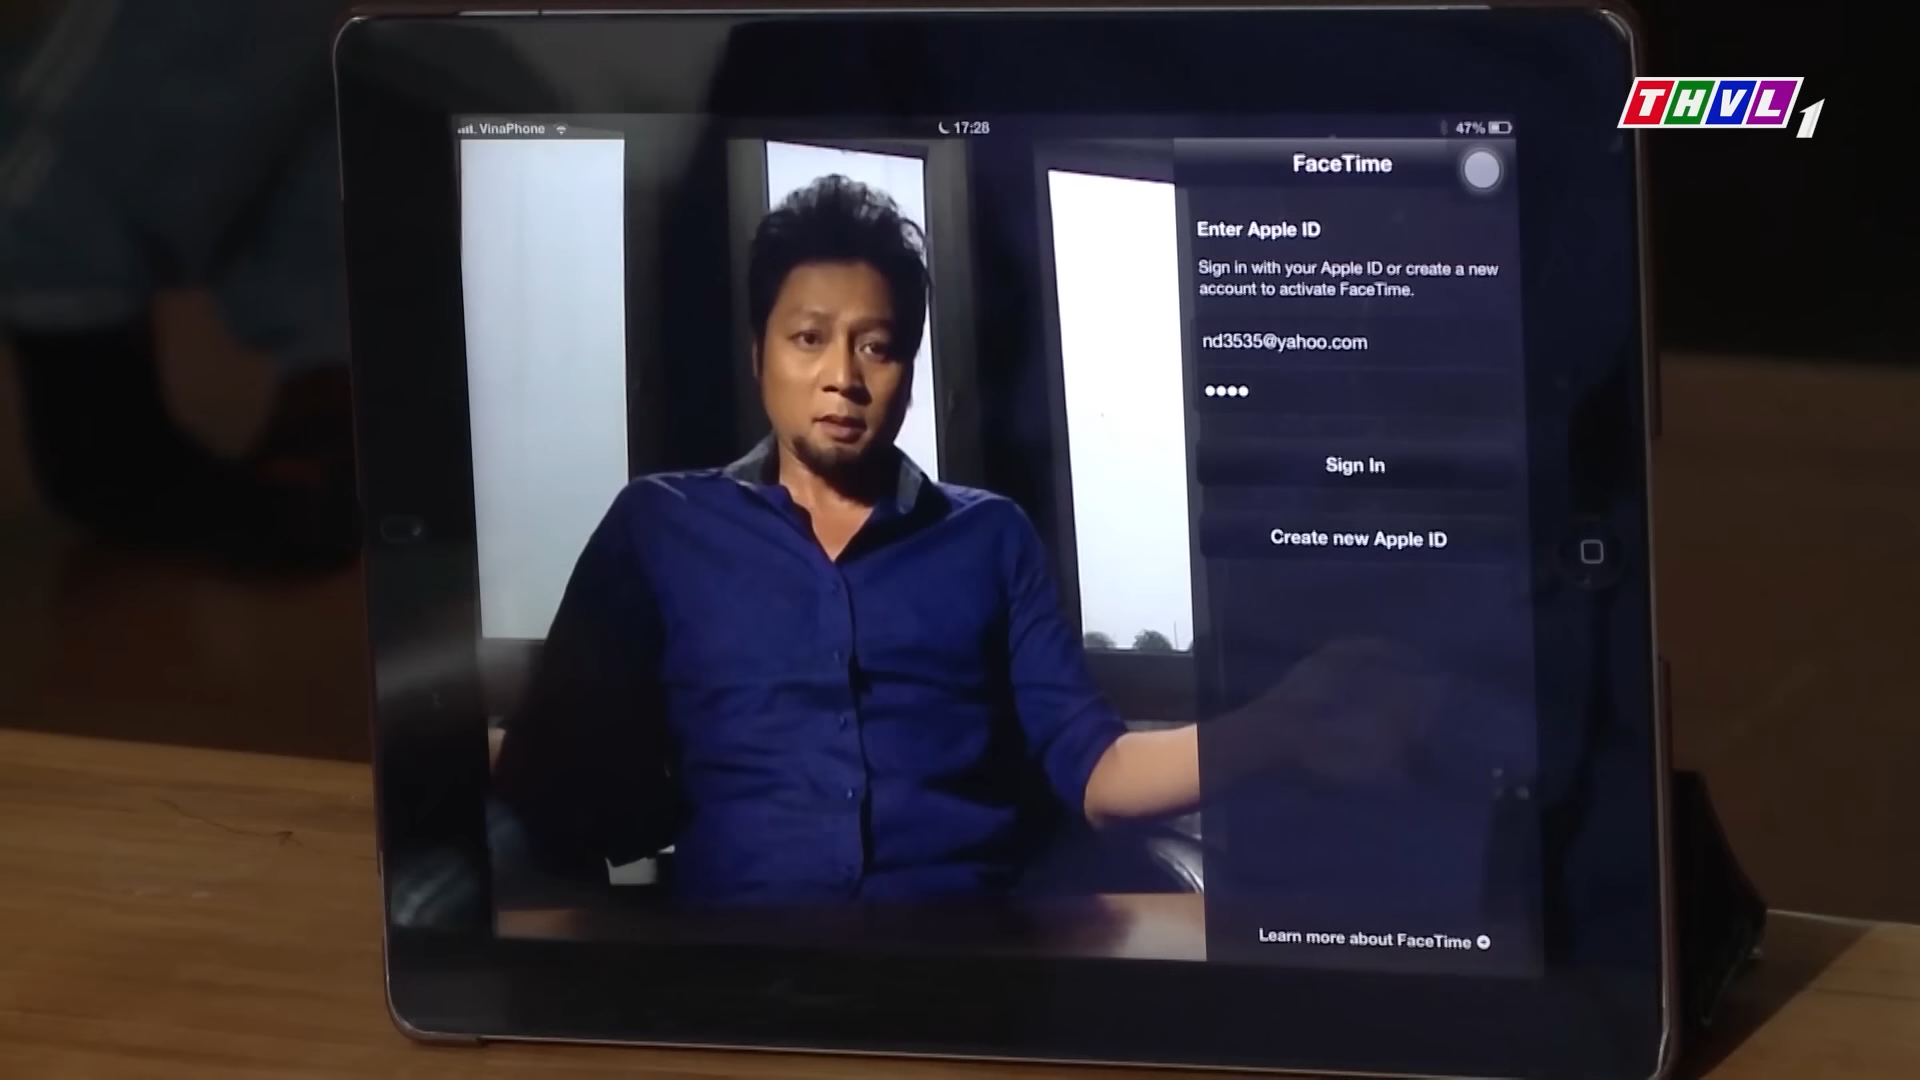 THVL 1
VinaPhone 17:28 47%
FaceTime
Enter Apple ID
Sign in with your Apple ID or create a new
account to activate FaceTime.
nd3535@yahoo.com
••••
Sign In
Create new Apple ID
Learn more about FaceTime